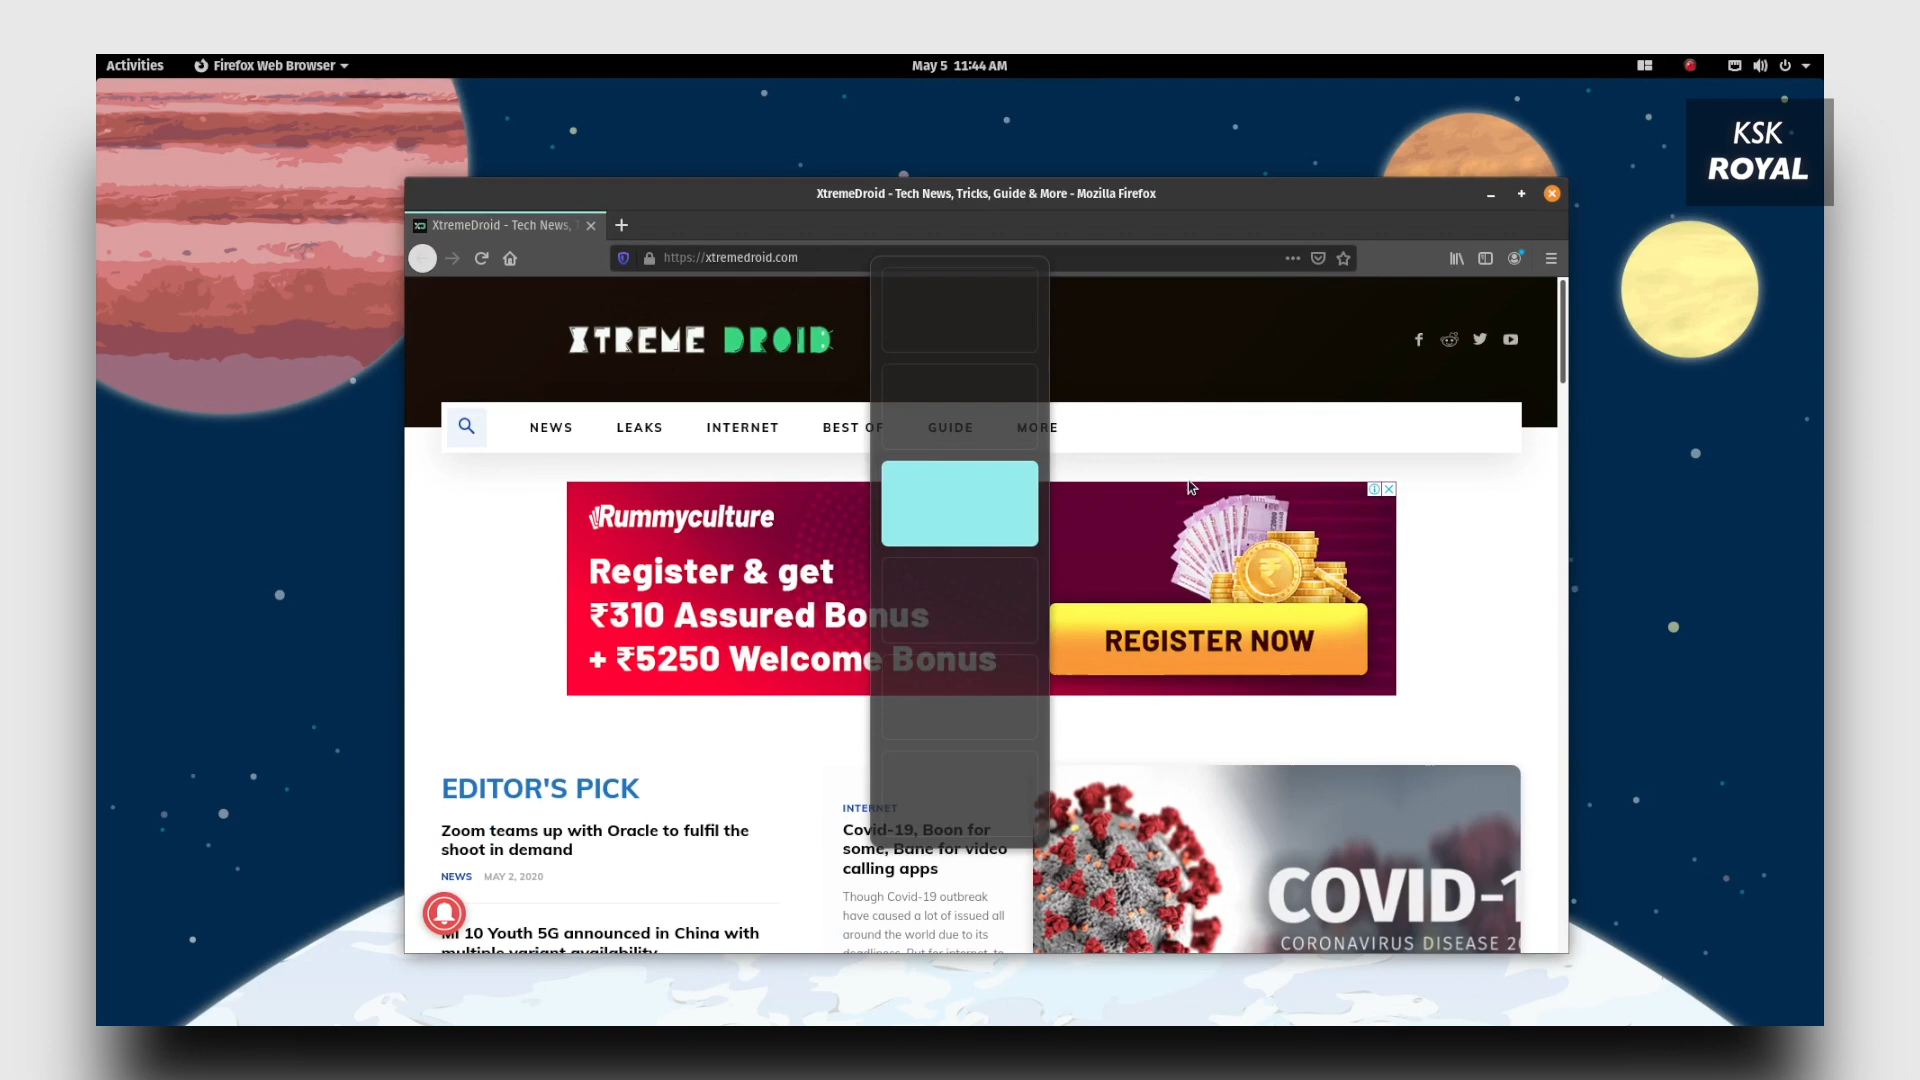 Activities
Firefox Web Browser
May 5 11:44 AM
KSK
ROYAL
XtremeDroid - Tech News, Tricks, Guide & More - Mozilla Firefox
XtremeDroid - Tech News,
https://xtremedroid.com
XTREME DROID
NEWS LEAKS INTERNET BEST OF GUIDE MORE
Rummyculture
Register & get
₹310 Assured Bonus
+ ₹5250 Welcome Bonus
REGISTER NOW
EDITOR'S PICK
Zoom teams up with Oracle to fulfil the
shoot in demand
NEWS MAY 2, 2020
Mi 10 Youth 5G announced in China with
multiple variant availability
INTERNET
Covid-19, Boon for
some, Bane for video
calling apps
Though Covid-19 outbreak
have caused a lot of issued all
around the world due to its
deadliness. But for internet, to
COVID-1
CORONAVIRUS DISEASE 20